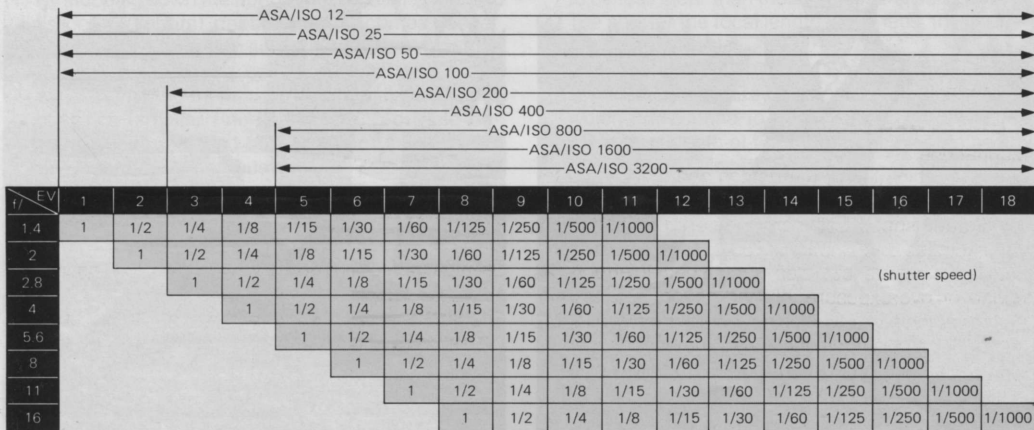 ASA/ISO 12
ASA/ISO 25
ASA/ISO 50
ASA/ISO 100
ASA/ISO 200
ASA/ISO 400
ASA/ISO 800
ASA/ISO 1600
ASA/ISO 3200
f/ EV 1 2 3 4 5 6 7 8 9 10 11 12 13 14 15 16 17 18
1.4 1 1/2 1/4 1/8 1/15 1/30 1/60 1/125 1/250 1/500 1/1000
2 1 1/2 1/4 1/8 1/15 1/30 1/60 1/125 1/250 1/500 1/1000
(shutter speed)
2.8 1 1/2 1/4 1/8 1/15 1/30 1/60 1/125 1/250 1/500 1/1000
4 1 1/2 1/4 1/8 1/15 1/30 1/60 1/125 1/250 1/500 1/1000
5.6 1 1/2 1/4 1/8 1/15 1/30 1/60 1/125 1/250 1/500 1/1000
8 1 1/2 1/4 1/8 1/15 1/30 1/60 1/125 1/250 1/500 1/1000
11 1 1/2 1/4 1/8 1/15 1/30 1/60 1/125 1/250 1/500 1/1000
16 1 1/2 1/4 1/8 1/15 1/30 1/60 1/125 1/250 1/500 1/1000